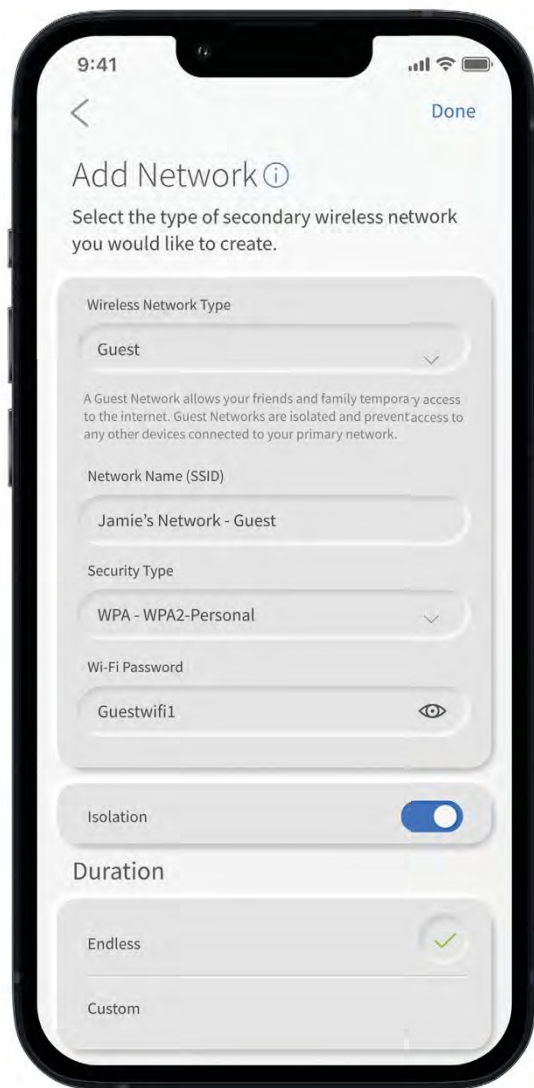 9:41
Done
Add Network
Select the type of secondary wireless network
you would like to create.
Wireless Network Type
Guest
A Guest Network allows your friends and family temporary access
to the internet. Guest Networks are isolated and prevent access to
any other devices connected to your primary network.
Network Name (SSID)
Jamie's Network - Guest
Security Type
WPA - WPA2-Personal
Wi-Fi Password
Guestwifi1
Isolation
Duration
Endless
Custom